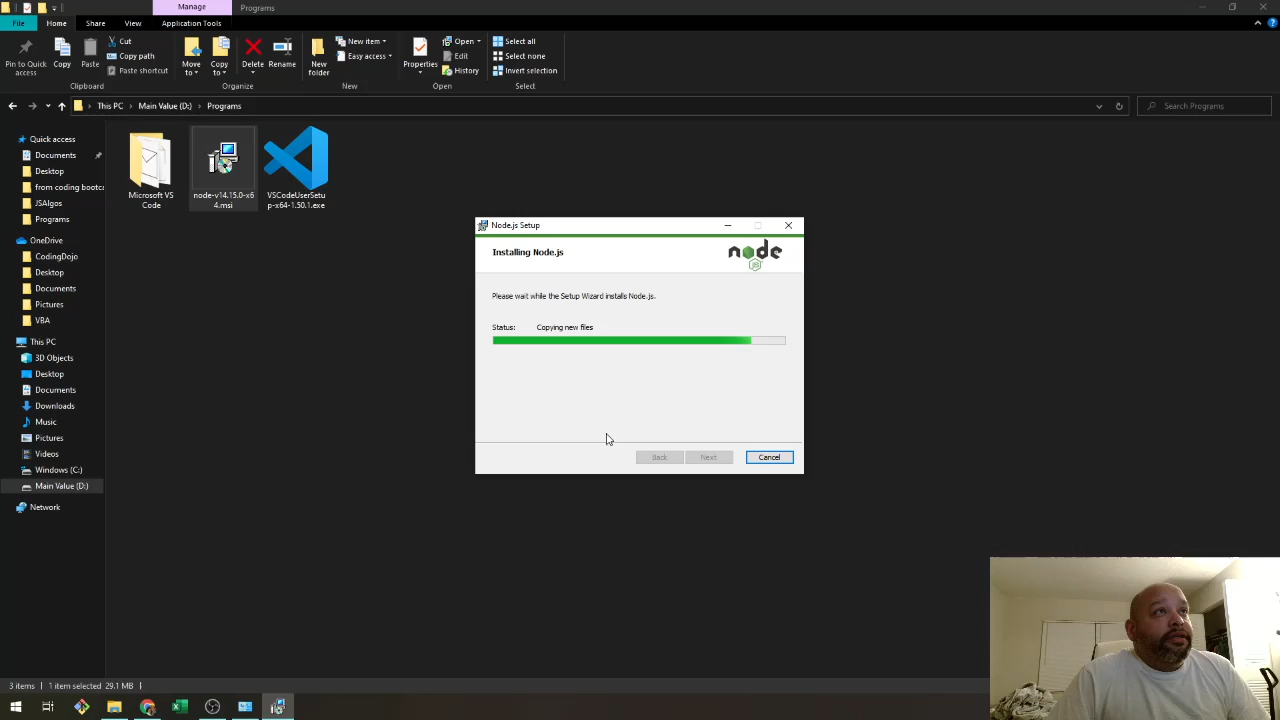 Manage
Programs
File
Home
Share
View
Application Tools
Pin to Quick access
Copy
Paste
Cut
Copy path
Paste shortcut
Clipboard
Move to
Copy to
Delete
Rename
Organize
New folder
New item
Easy access
New
Properties
Open
Edit
History
Open
Select all
Select none
Invert selection
Select
This PC
Main Value (D:)
Programs
Search Programs
Quick access
Documents
Desktop
from coding bootca
JSAlgos
Programs
OneDrive
CodingDojo
Desktop
Documents
Pictures
VBA
This PC
3D Objects
Desktop
Documents
Downloads
Music
Pictures
Videos
Windows (C:)
Main Value (D:)
Network
Microsoft VS
Code
node-v14.15.0-x6
4.msi
VSCodeUserSetu
p-x64-1.50.1.exe
Node.js Setup
Installing Node.js
node
JS
Please wait while the Setup Wizard installs Node.js.
Status: Copying new files
Back
Next
Cancel
3 items
1 item selected 29.1 MB